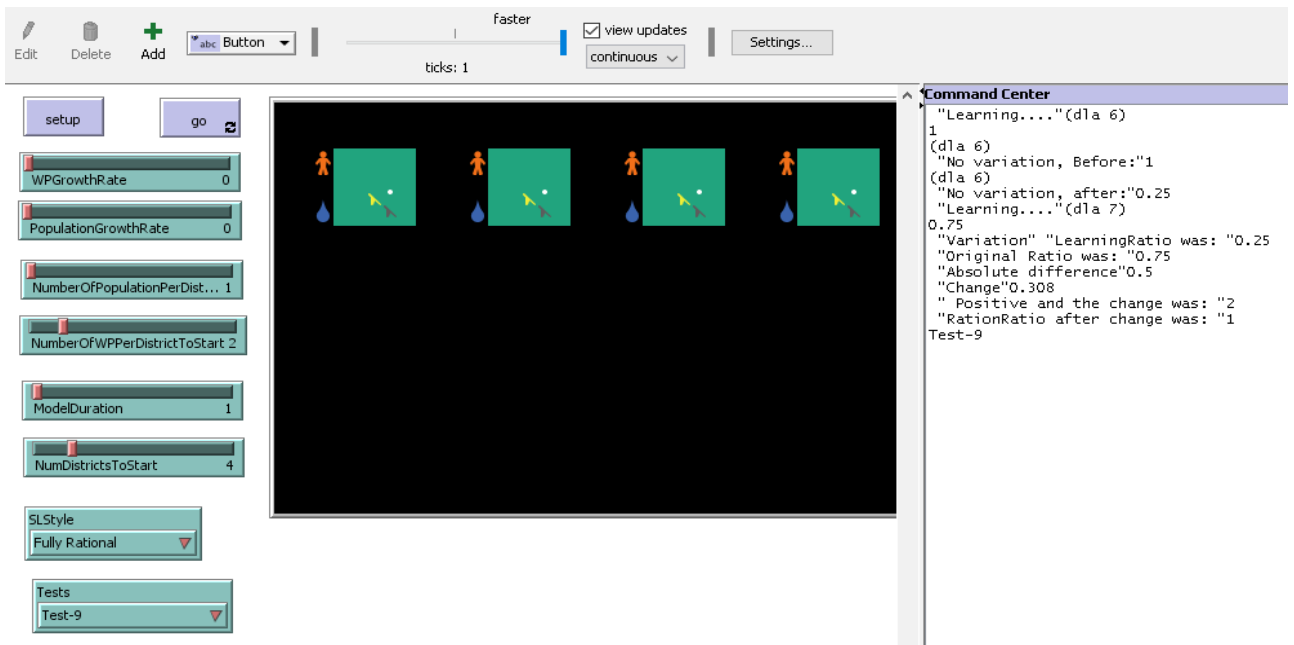 faster
view updates
Edit
Delete
Add
abc Button
continuous
Settings...
ticks: 1
setup
go
WPGrowthRate 0
PopulationGrowthRate 0
NumberOfPopulationPerDist... 1
NumberOfWPPerDistrictToStart 2
ModelDuration 1
NumDistrictsToStart 4
SLStyle
Fully Rational
Tests
Test-9
Command Center
"Learning...."(dla 6)
1
(dla 6)
"No variation, Before:"1
(dla 6)
"No variation, after:"0.25
"Learning...."(dla 7)
0.75
"Variation" "LearningRatio was: "0.25
"Original Ratio was: "0.75
"Absolute difference"0.5
"Change"0.308
" Positive and the change was: "2
"RationRatio after change was: "1
Test-9